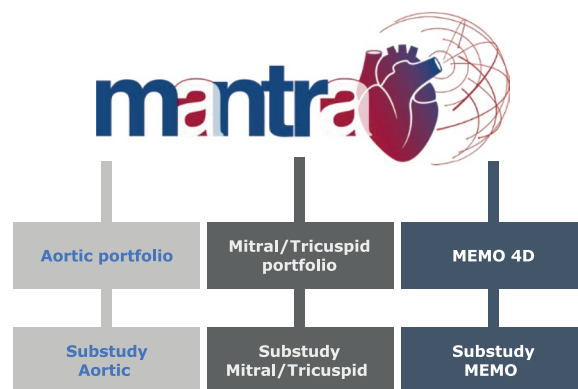 mantra
Aortic portfolio
Mitral/Tricuspid
portfolio
MEMO 4D
Substudy
Aortic
Substudy
Mitral/Tricuspid
Substudy
MEMO